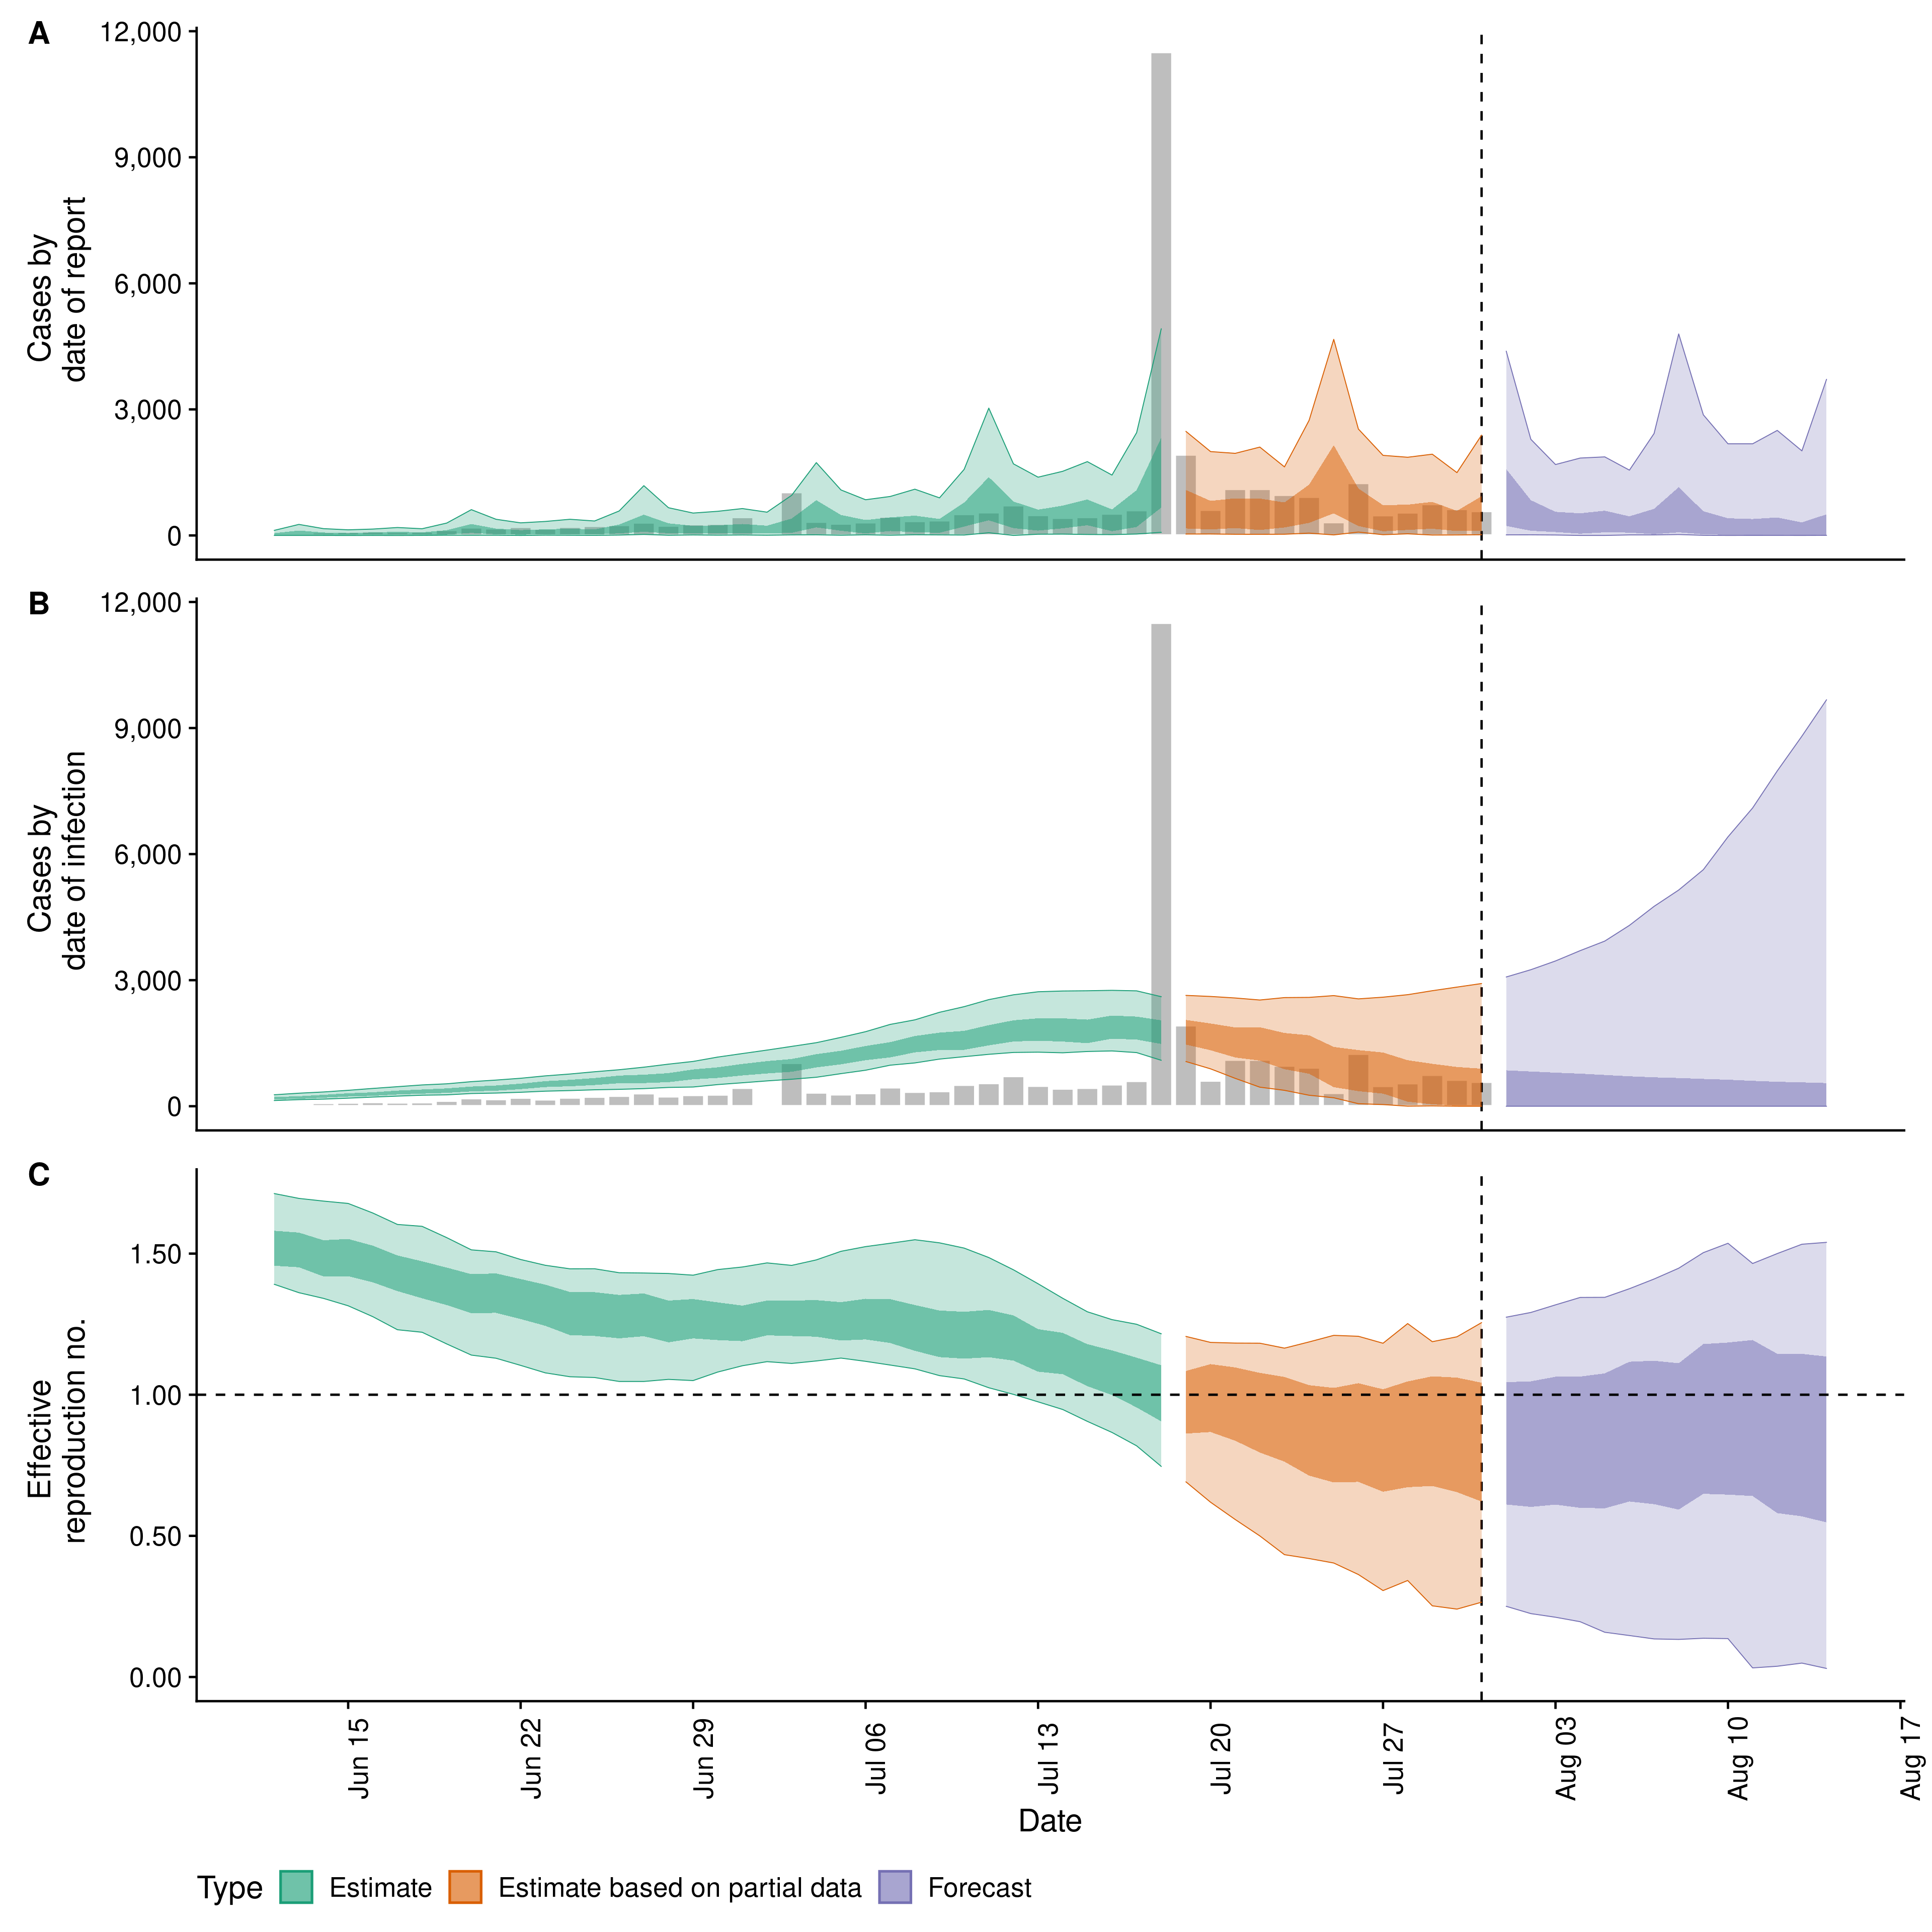 A
12,000
9,000
6,000
3,000
0
Cases by
date of report
B
12,000
9,000
6,000
3,000
0
Cases by
date of infection
C
1.50
1.00
0.50
0.00
Effective
reproduction no.
Jun 15
Jun 22
Jun 29
Jul 06
Jul 13
Jul 20
Jul 27
Aug 03
Aug 10
Aug 17
Date
Type Estimate Estimate based on partial data Forecast